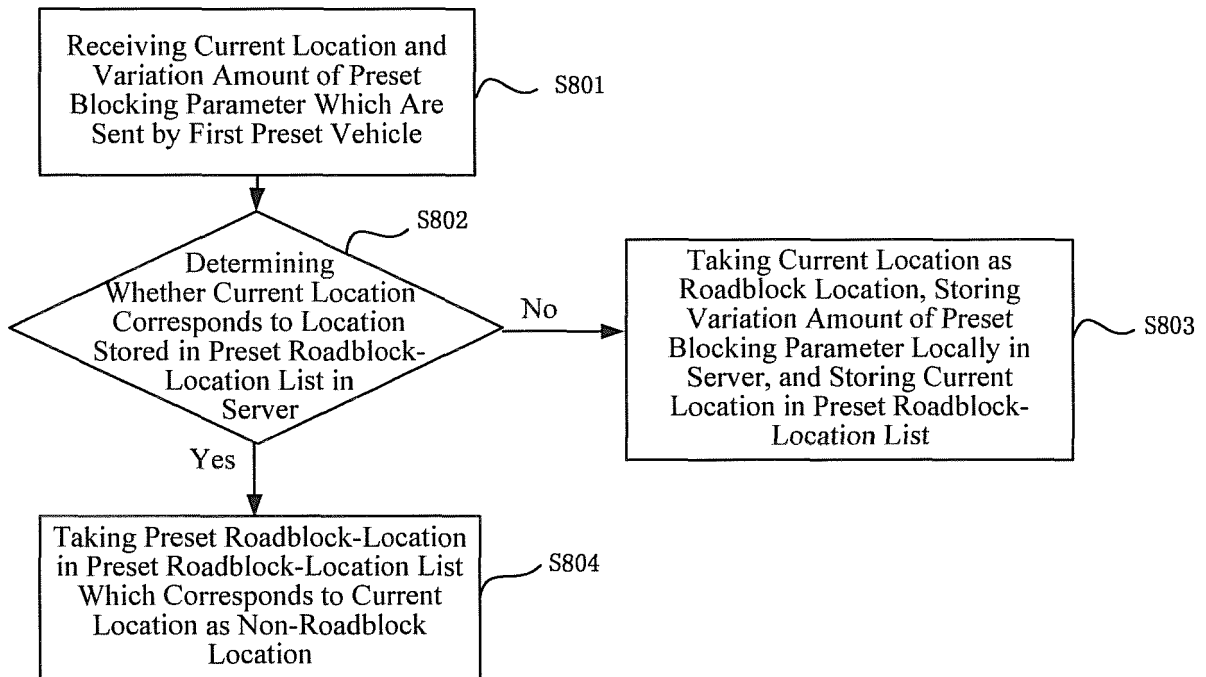 Receiving Current Location and
Variation Amount of Preset
Blocking Parameter Which Are
Sent by First Preset Vehicle
S801
S802
Determining
Whether Current Location
Corresponds to Location
Stored in Preset Roadblock-
Location List in
Server
No
Taking Current Location as
Roadblock Location, Storing
Variation Amount of Preset
Blocking Parameter Locally in
Server, and Storing Current
Location in Preset Roadblock-
Location List
S803
Yes
Taking Preset Roadblock-Location
in Preset Roadblock-Location List
Which Corresponds to Current
Location as Non-Roadblock
Location
S804